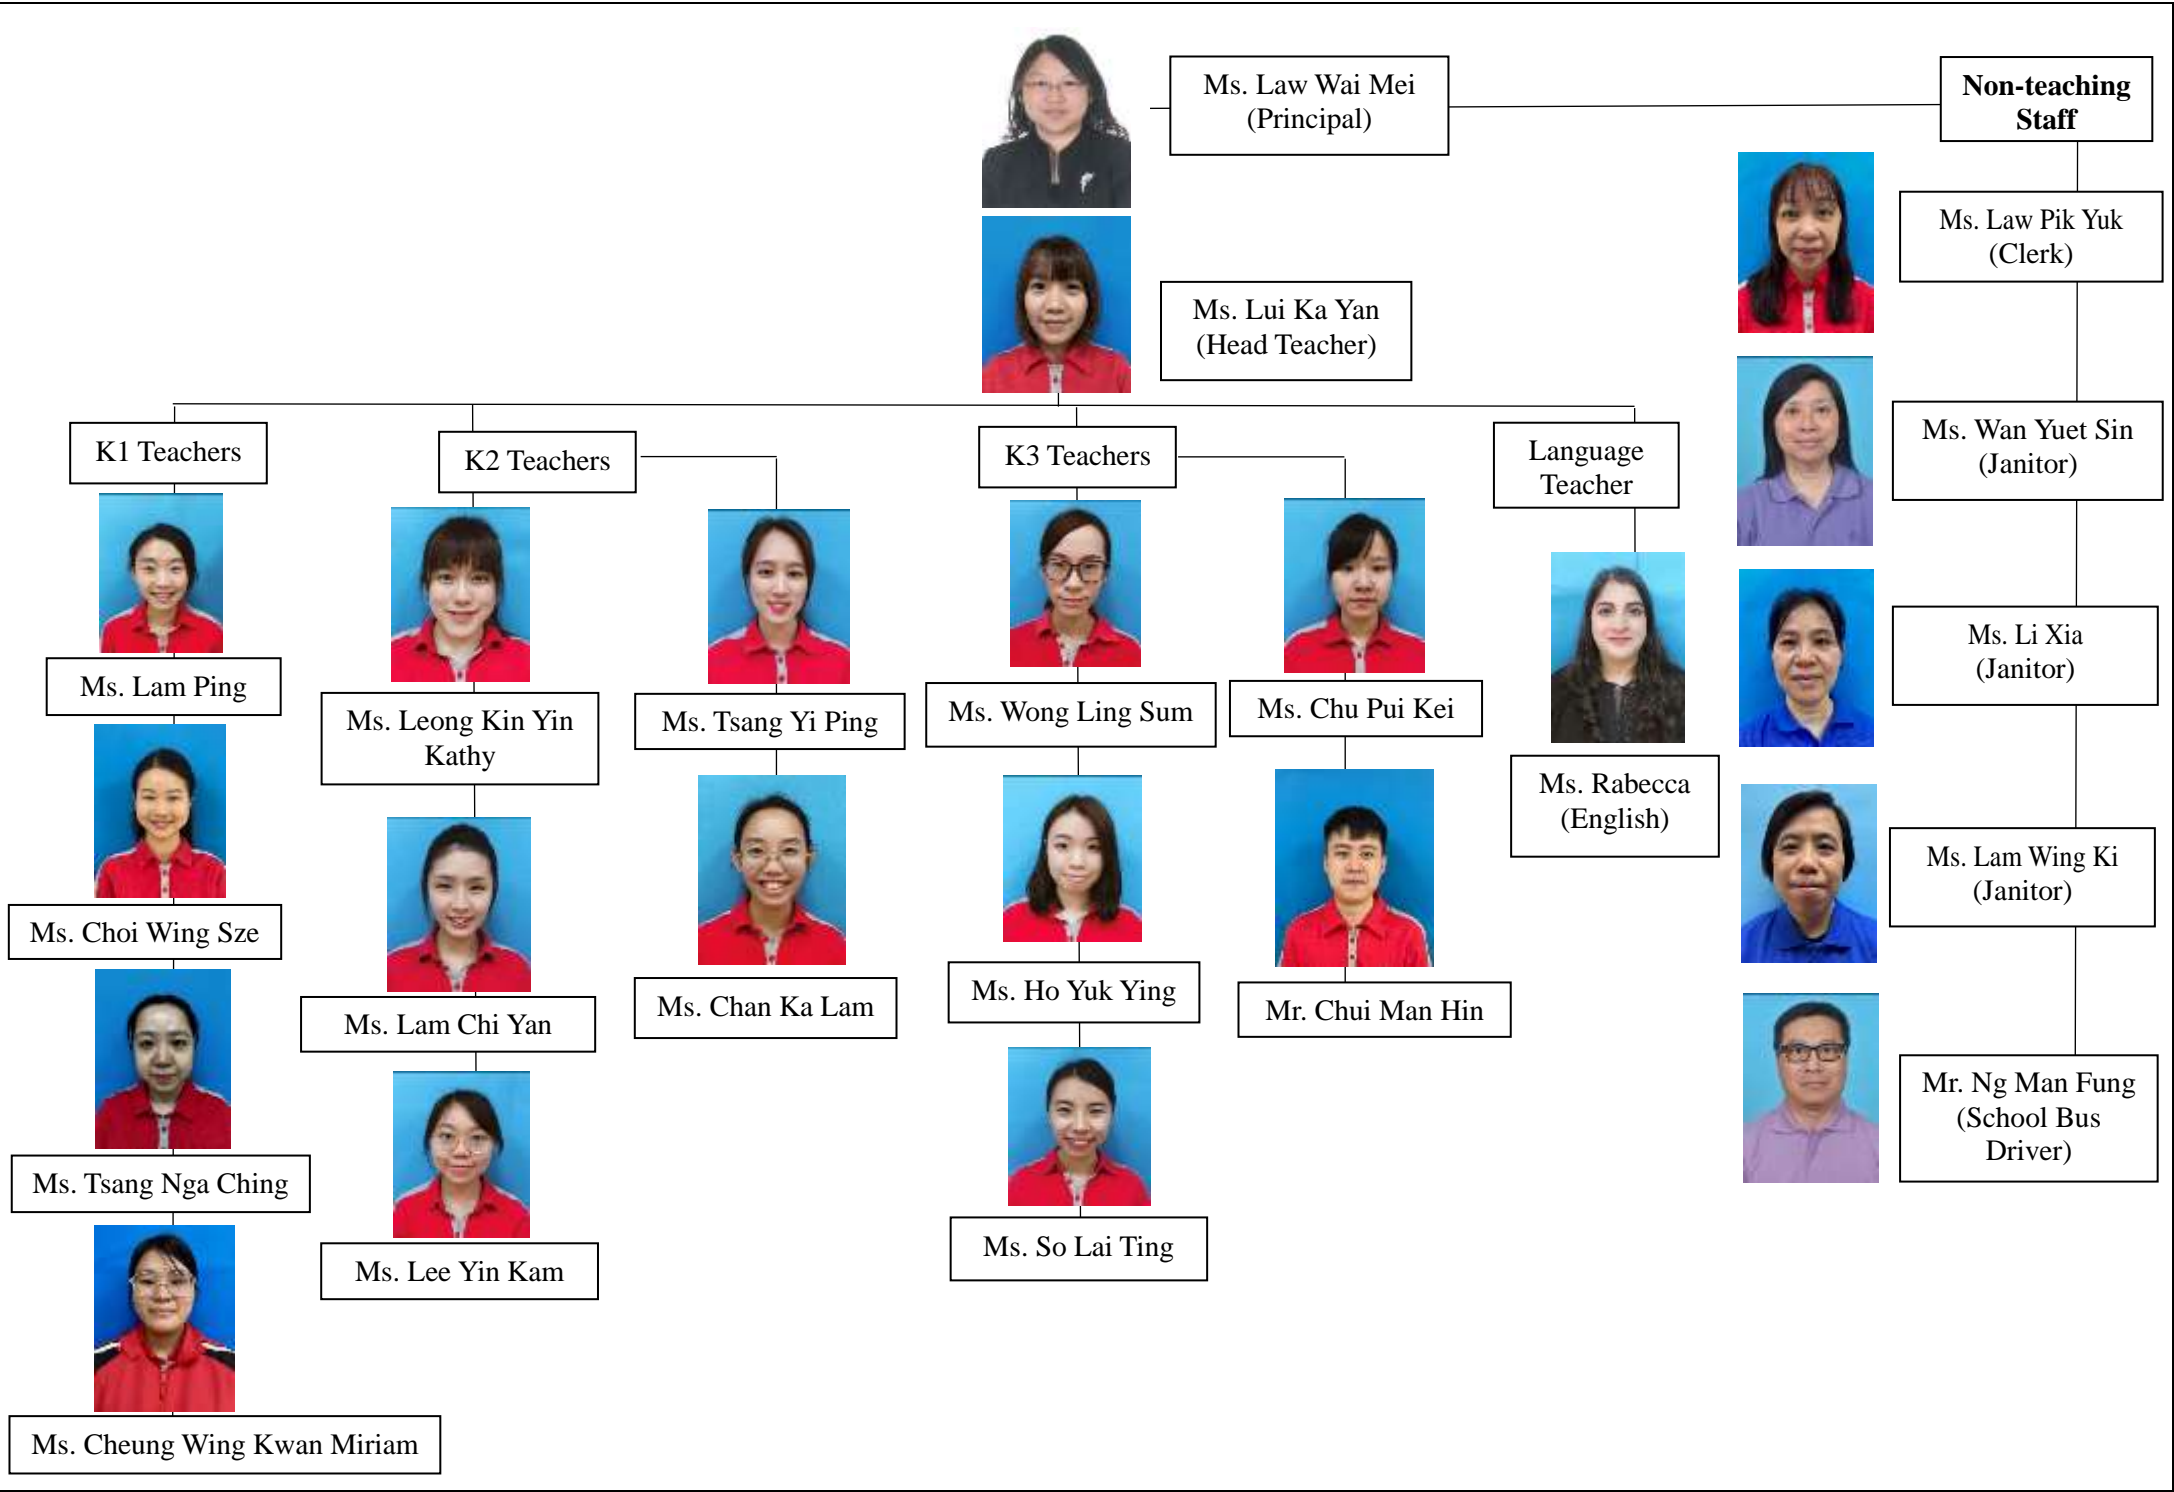 Ms. Law Wai Mei
(Principal)
Non-teaching
Staff
Ms. Law Pik Yuk
(Clerk)
Ms. Lui Ka Yan
(Head Teacher)
K1 Teachers
K2 Teachers
K3 Teachers
Language
Teacher
Ms. Wan Yuet Sin
(Janitor)
Ms. Lam Ping
Ms. Leong Kin Yin
Kathy
Ms. Tsang Yi Ping
Ms. Wong Ling Sum
Ms. Chu Pui Kei
Ms. Li Xia
(Janitor)
Ms. Rabecca
(English)
Ms. Choi Wing Sze
Ms. Lam Chi Yan
Ms. Chan Ka Lam
Ms. Ho Yuk Ying
Mr. Chui Man Hin
Ms. Lam Wing Ki
(Janitor)
Ms. Tsang Nga Ching
Ms. Lee Yin Kam
Ms. So Lai Ting
Mr. Ng Man Fung
(School Bus
Driver)
Ms. Cheung Wing Kwan Miriam